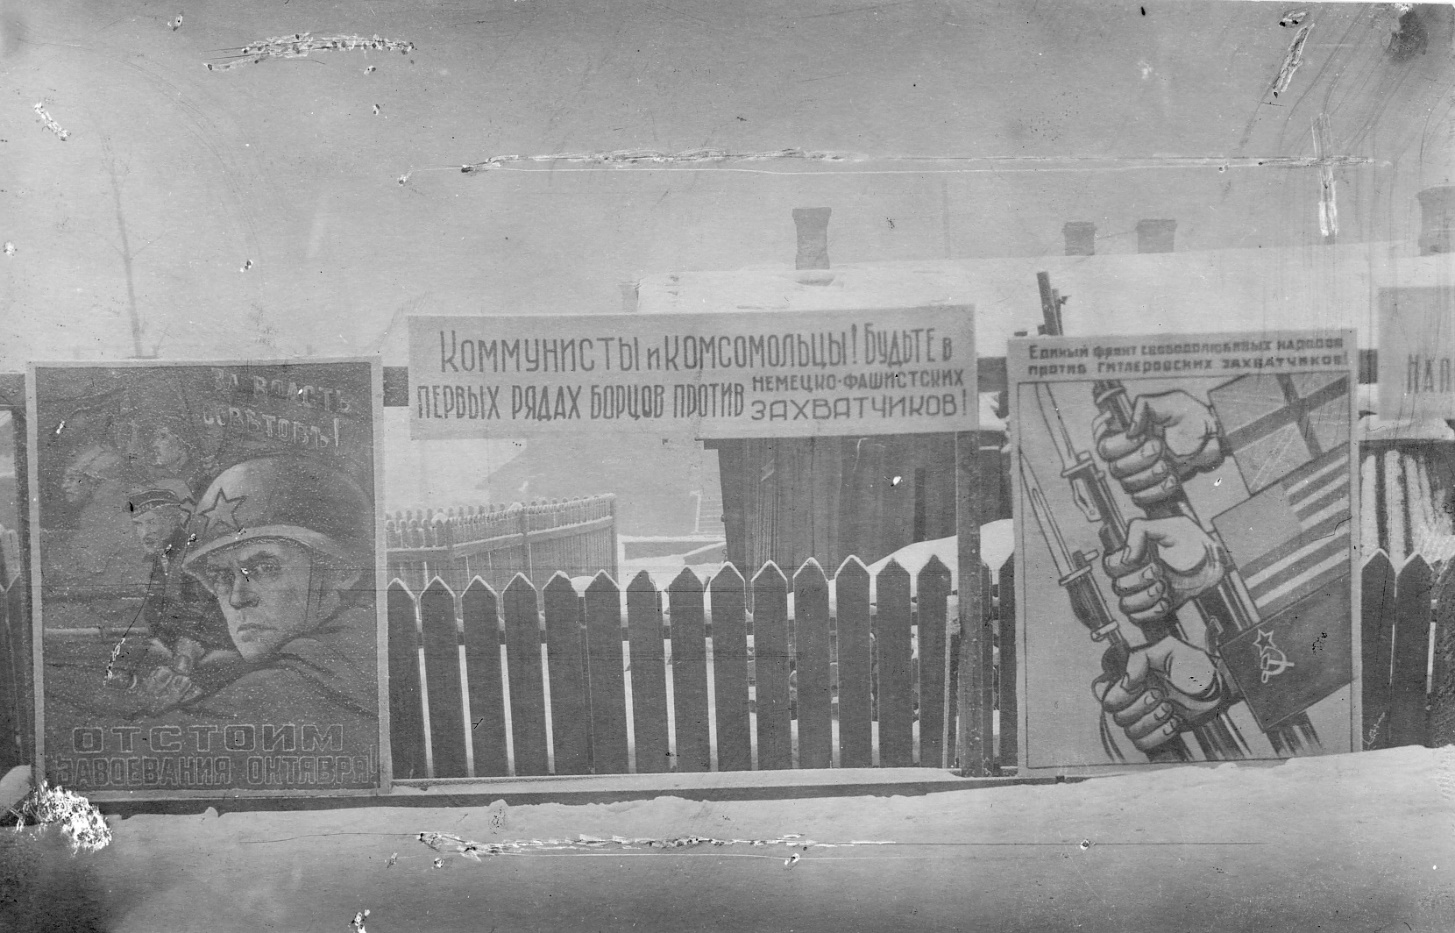 ЗА ВЛАСТЬ
СОВЕТОВЪ!
ОТСТОИМ
ЗАВОЕВАНИЯ ОКТЯБРЯ!
КОММУНИСТЫ и КОМСОМОЛЬЦЫ! БУДЬТЕ В
ПЕРВЫХ РЯДАХ БОРЦОВ ПРОТИВ НЕМЕЦКО-ФАШИСТСКИХ
ЗАХВАТЧИКОВ!
Единый фронт свободолюбивых народов
против гитлеровских захватчиков!